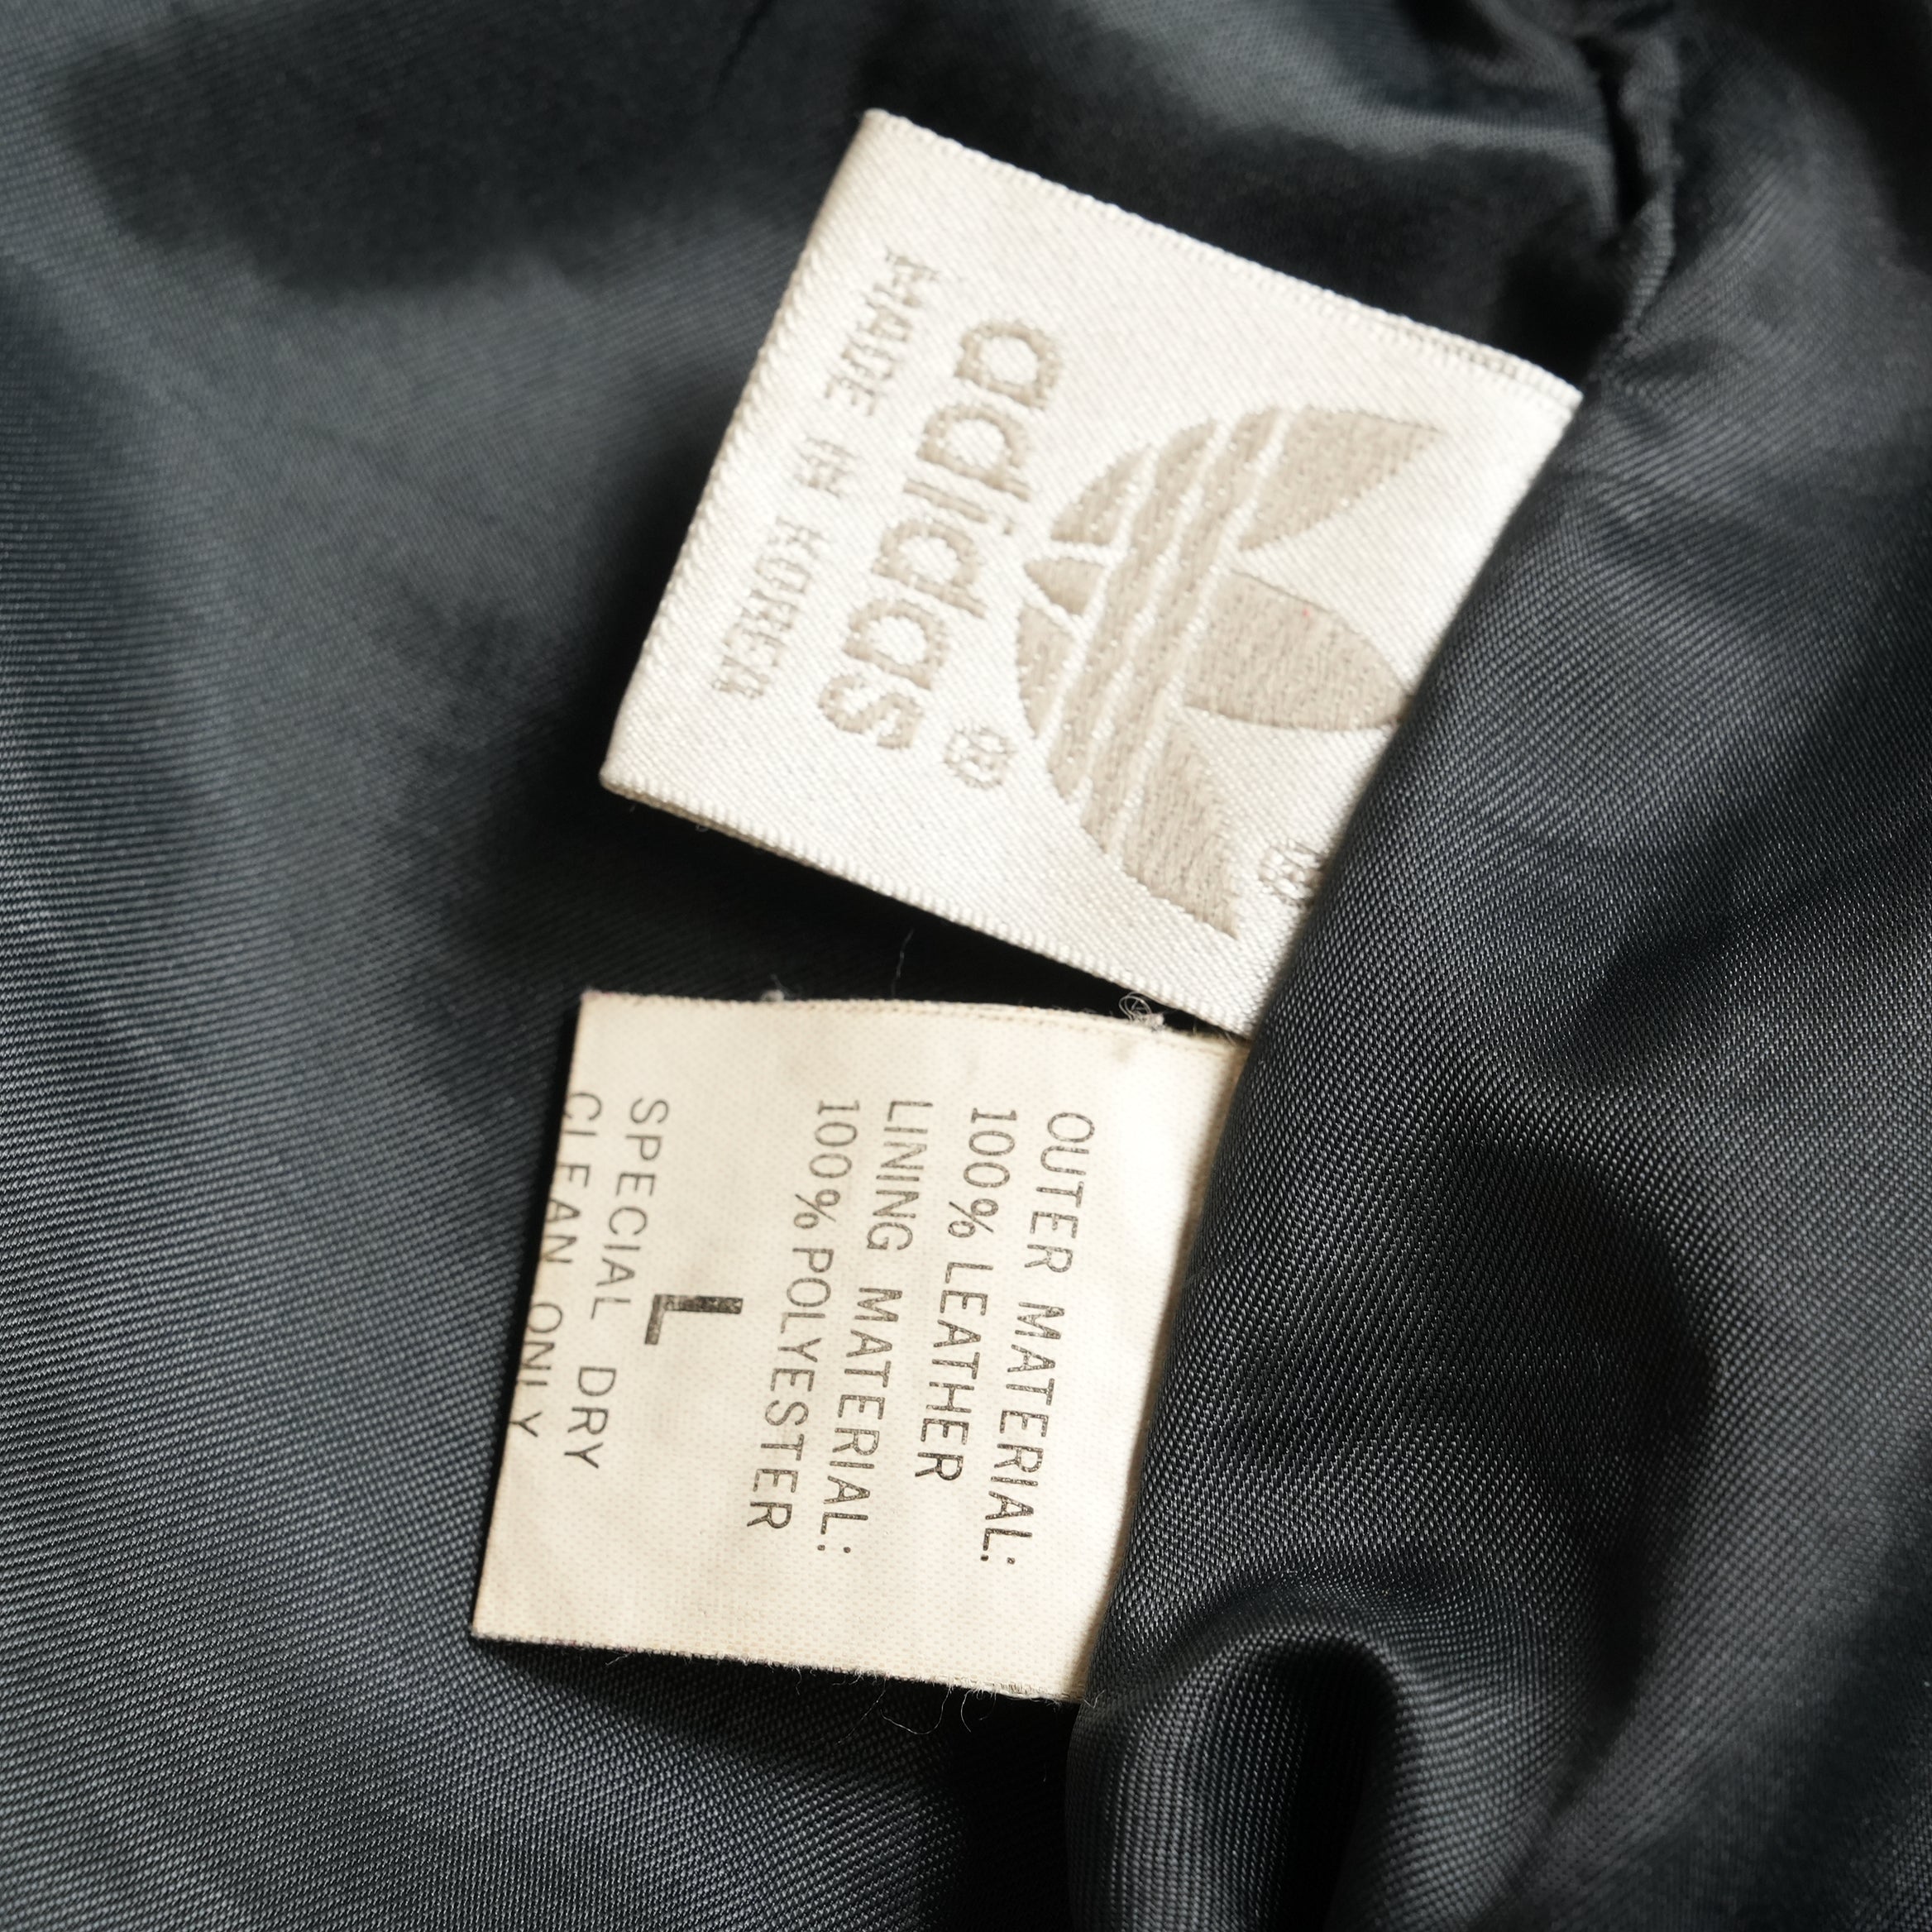 ®
adidas®
MADE IN KOREA
OUTER MATERIAL:
100% LEATHER
LINING MATERIAL:
100% POLYESTER
L
SPECIAL DRY
CLEAN ONLY